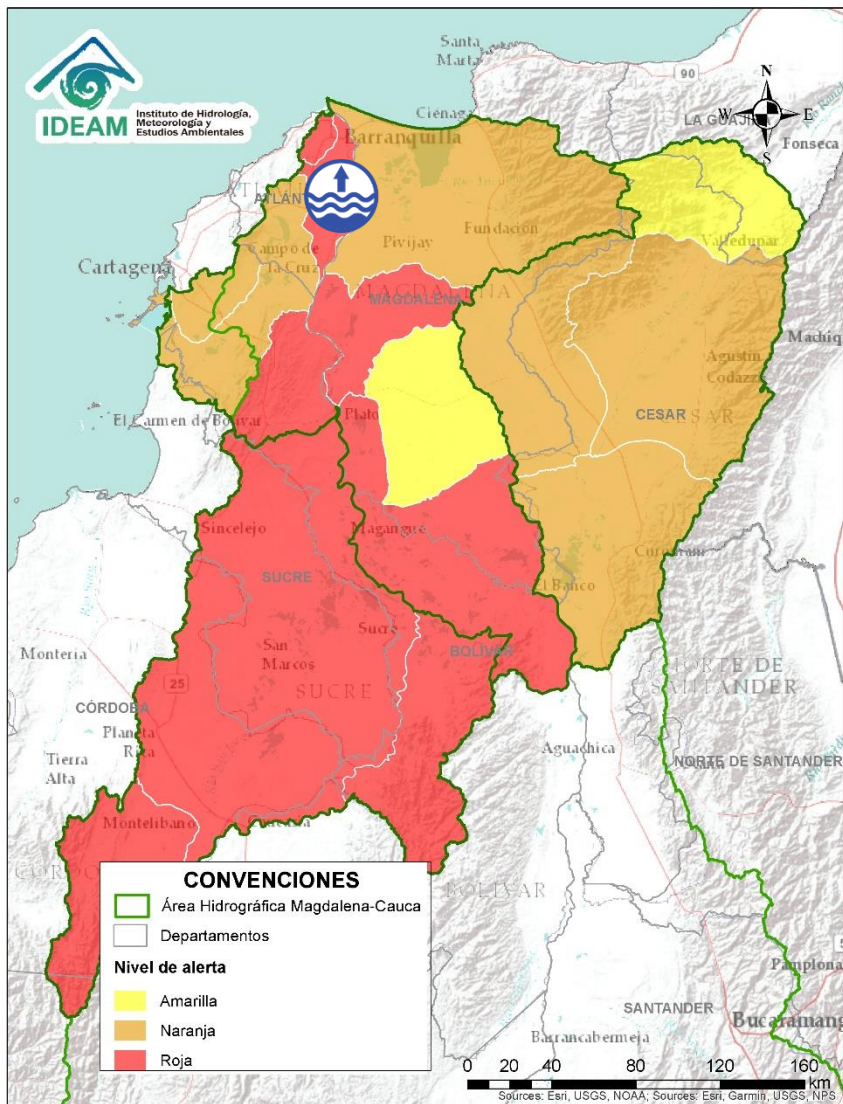 IDEAM
Instituto de Hidrología,
Meteorología y
Estudios Ambientales
Santa
Marta
90
N
W
E
S
LA GUAJIRA
Fonseca
Ciénaga
Barranquilla
Pivijay
Fundación
Valledupar
Campo de
la Cruz
Cartagena
MAGDALENA
Agustín
Codazzi
CESAR
El Carmen de Bolívar
Plato
Sincelejo
Magangué
SUCRE
El Banco
Sucre
BOLÍVAR
San
Marcos
SUCRE
Montería
25
NORTE DE
SANTANDER
CÓRDOBA
Planeta
Rica
Aguachica
NORTE DE SANTANDER
Tierra
Alta
Montelíbano
BOLÍVAR
CONVENCIONES
Área Hidrográfica Magdalena-Cauca
Departamentos
Nivel de alerta
Amarilla
Naranja
Roja
Pamplona
SANTANDER
Bucaramang
Barrancabermeja
0 20 40 80 120 160
km
Sources: Esri, USGS, NOAA; Sources: Esri, Garmin, USGS, NPS